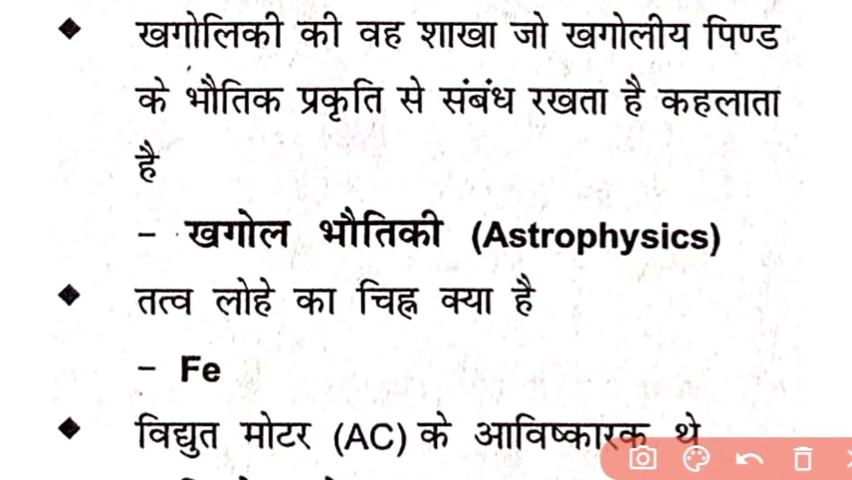 ◆ खगोलिकी की वह शाखा जो खगोलीय पिण्ड
के भौतिक प्रकृति से संबंध रखता है कहलाता
है
– खगोल भौतिकी (Astrophysics)
◆ तत्व लोहे का चिह्न क्या है
– Fe
◆ विद्युत मोटर (AC) के आविष्कारक थे